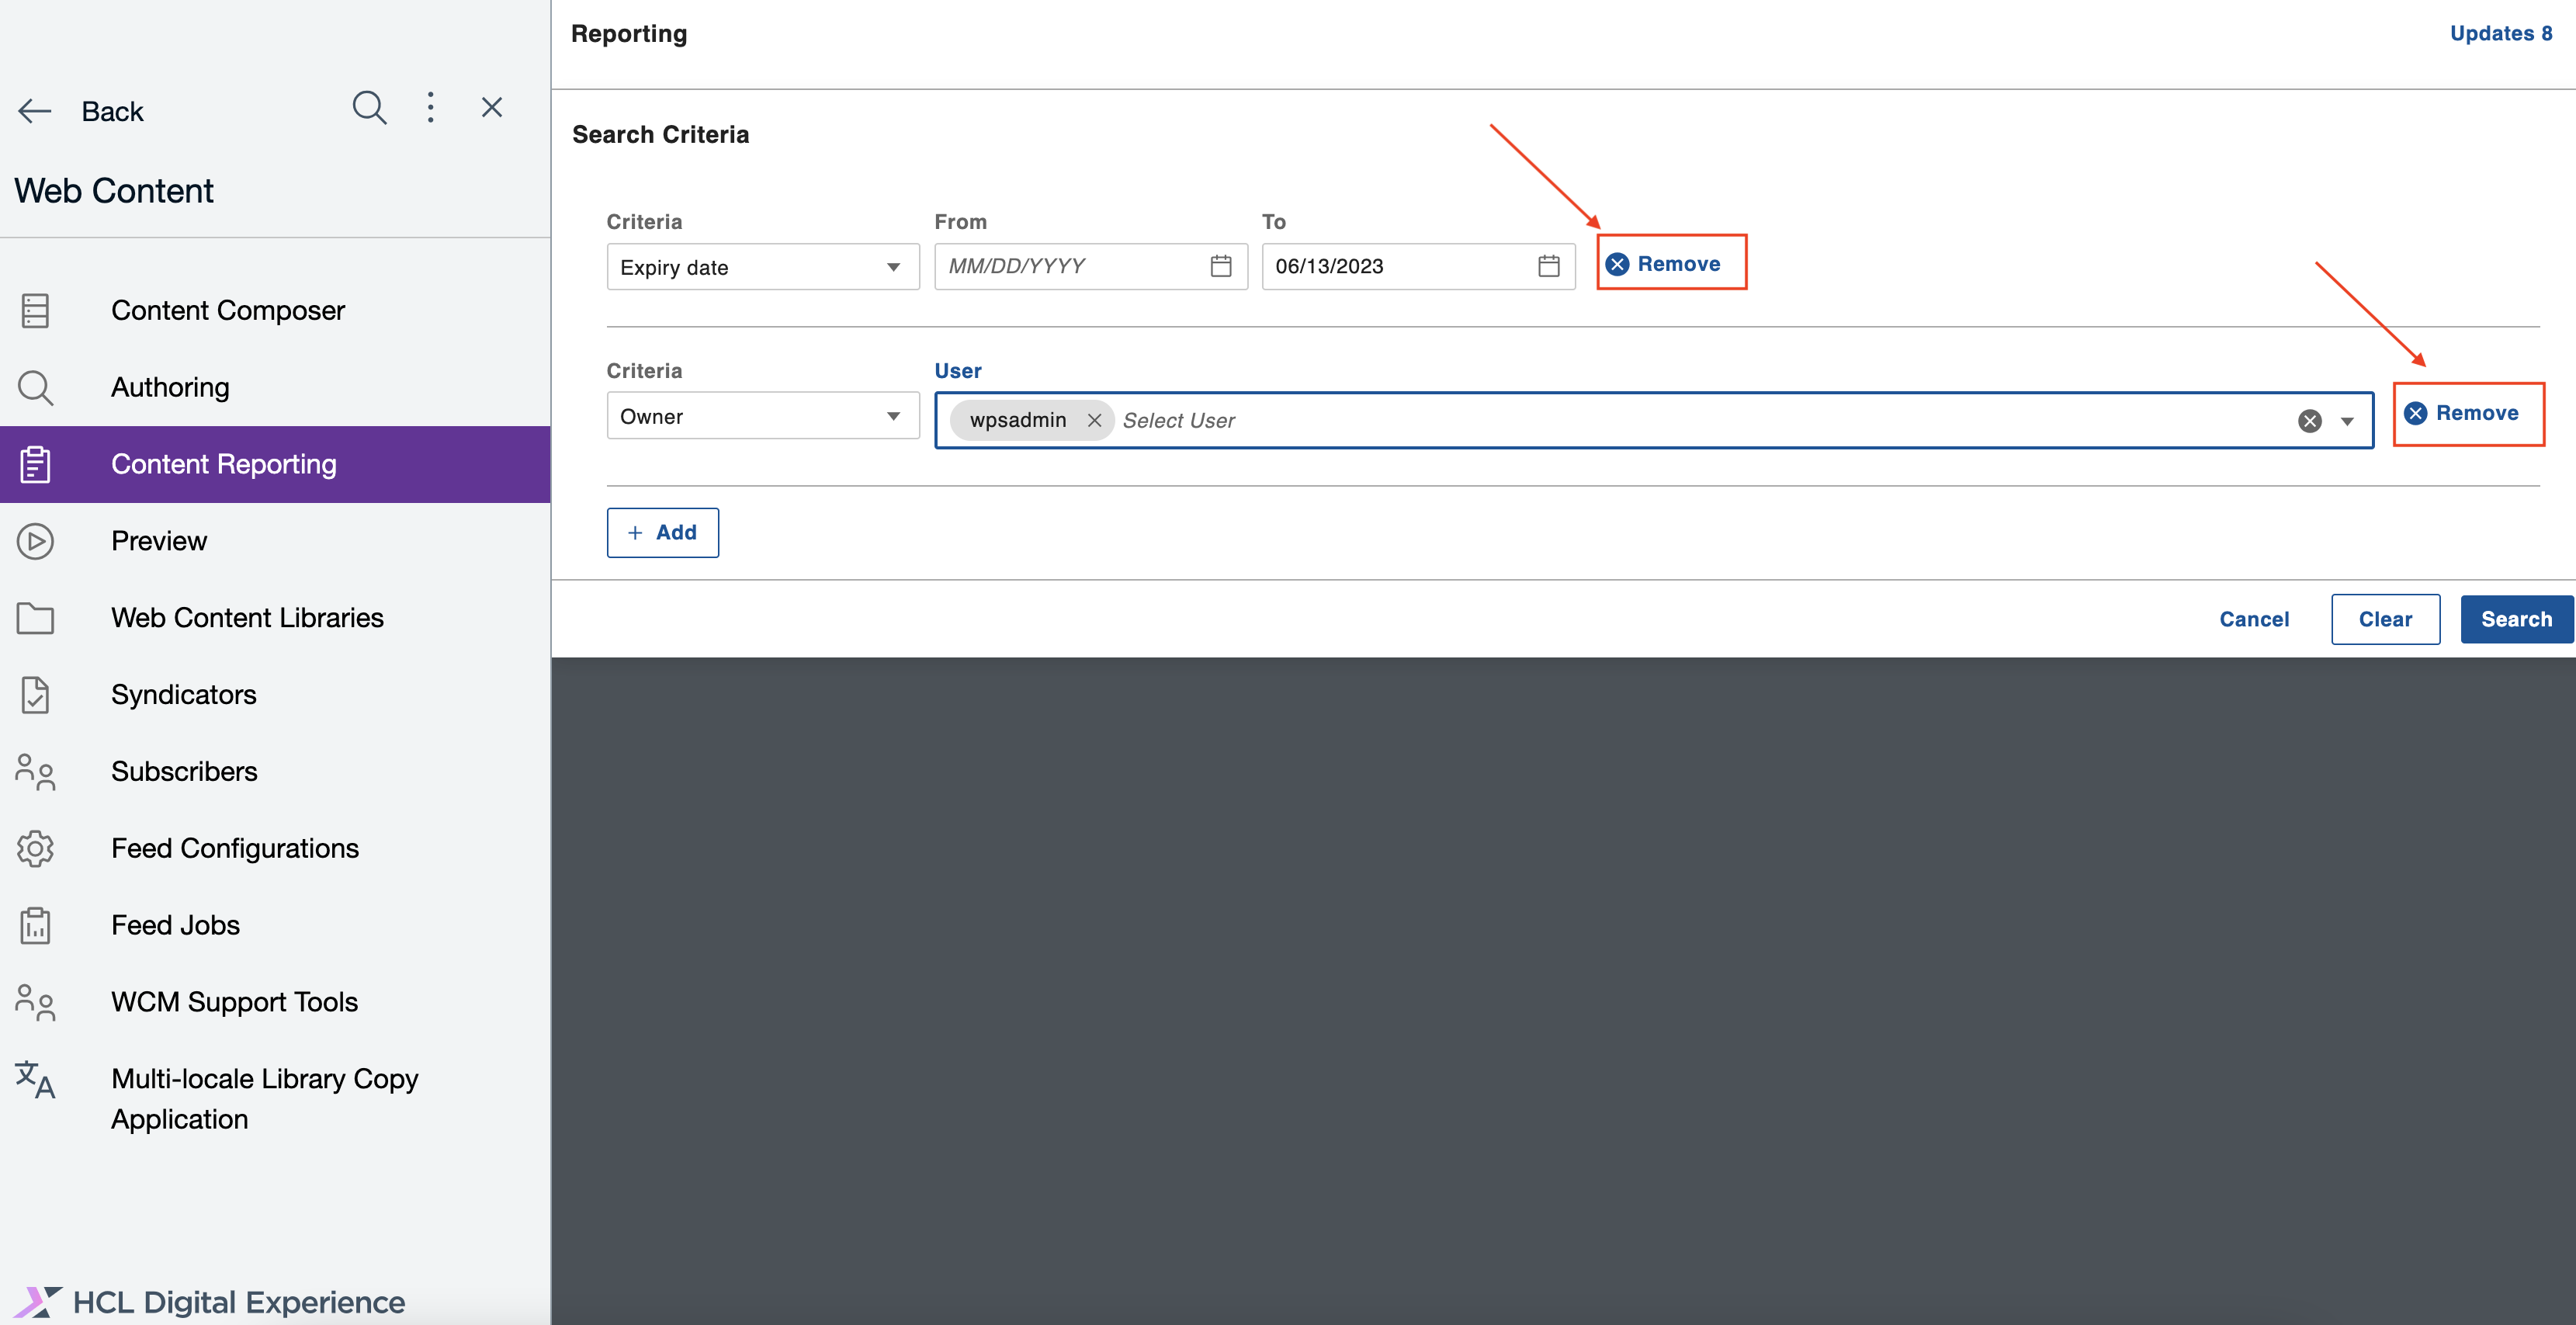 Back
Web Content
Content Composer
Authoring
Content Reporting
Preview
Web Content Libraries
Syndicators
Subscribers
Feed Configurations
Feed Jobs
WCM Support Tools
文A
Multi-locale Library Copy
Application
HCL Digital Experience
Reporting
Updates 8
Search Criteria
Criteria From To
Expiry date MM/DD/YYYY 06/13/2023 Remove
Criteria User
Owner wpsadmin Select User Remove
+ Add
Cancel Clear Search